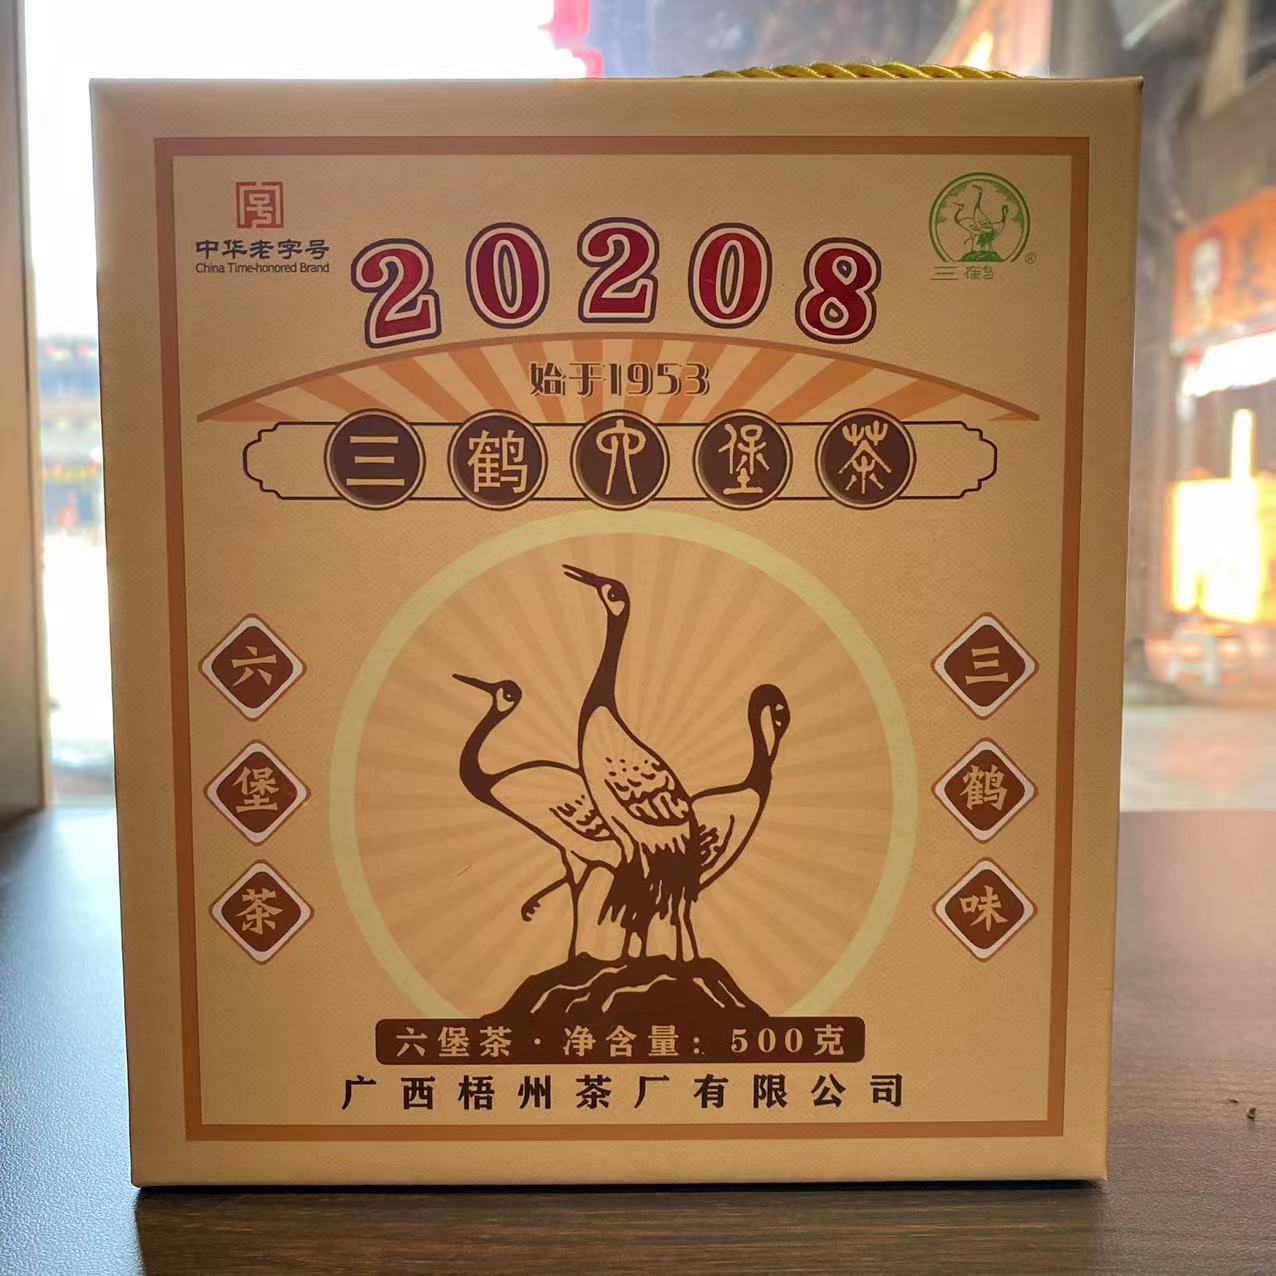 中华老字号
China Time-honored Brand
三鹤®
20208
始于1953
三鹤六堡茶
六堡茶
三鹤味
六堡茶·净含量：500克
广西梧州茶厂有限公司